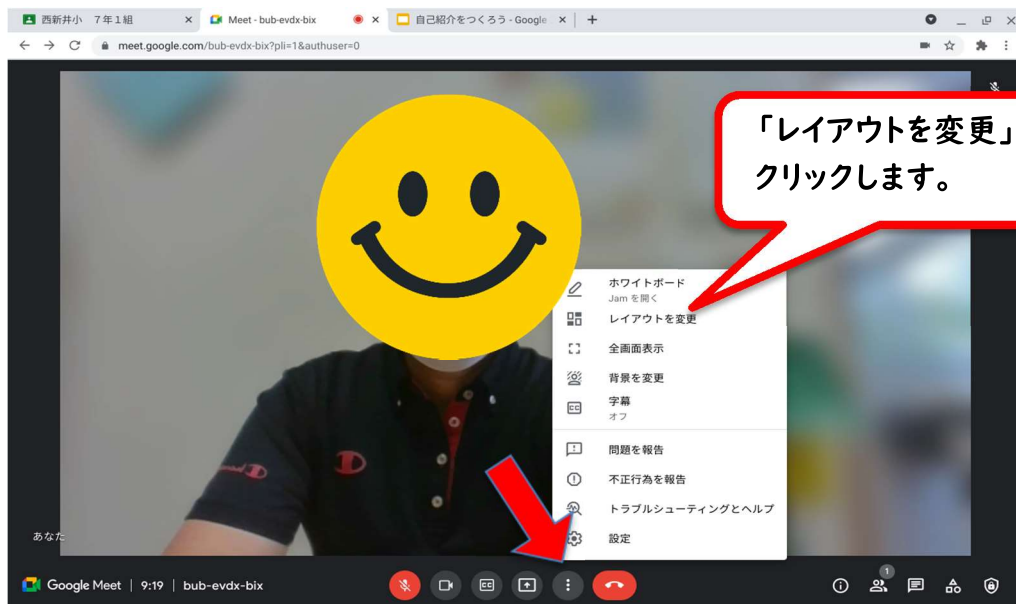 西新井小　７年１組
Meet - bub-evdx-bix
自己紹介をつくろう - Google
meet.google.com/bub-evdx-bix?pli=1&authuser=0
「レイアウトを変更」
クリックします。
ホワイトボード
Jam を開く
レイアウトを変更
全画面表示
背景を変更
字幕
オフ
問題を報告
不正行為を報告
トラブルシューティングとヘルプ
設定
あなた
Google Meet | 9:19 | bub-evdx-bix
1